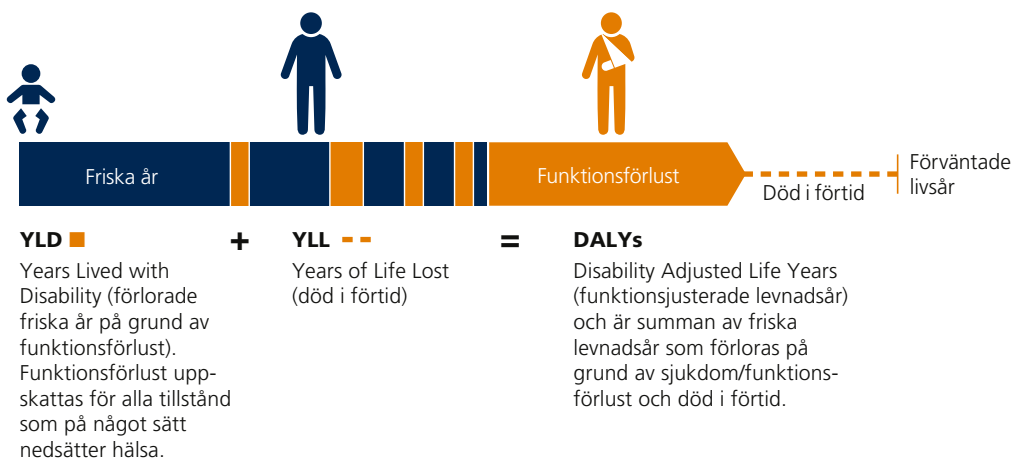 Friska år
Funktionsförlust
Död i förtid
Förväntade
livsår
YLD
Years Lived with
Disability (förlorade
friska år på grund av
funktionsförlust).
Funktionsförlust upp-
skattas för alla tillstånd
som på något sätt
nedsätter hälsa.
+
YLL
Years of Life Lost
(död i förtid)
=
DALYs
Disability Adjusted Life Years
(funktionsjusterade levnadsår)
och är summan av friska
levnadsår som förloras på
grund av sjukdom/funktions-
förlust och död i förtid.